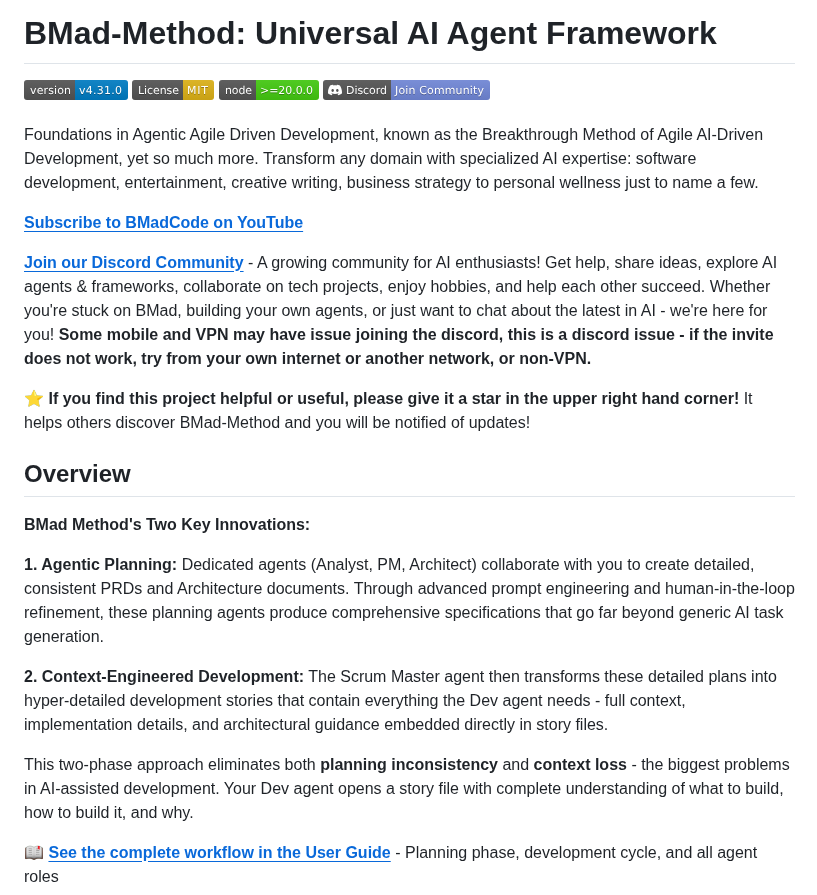 BMad-Method: Universal AI Agent Framework
version v4.31.0 License MIT node >=20.0.0 Discord Join Community
Foundations in Agentic Agile Driven Development, known as the Breakthrough Method of Agile AI-Driven
Development, yet so much more. Transform any domain with specialized AI expertise: software
development, entertainment, creative writing, business strategy to personal wellness just to name a few.
Subscribe to BMadCode on YouTube
Join our Discord Community - A growing community for AI enthusiasts! Get help, share ideas, explore AI
agents & frameworks, collaborate on tech projects, enjoy hobbies, and help each other succeed. Whether
you're stuck on BMad, building your own agents, or just want to chat about the latest in AI - we're here for
you! Some mobile and VPN may have issue joining the discord, this is a discord issue - if the invite
does not work, try from your own internet or another network, or non-VPN.
⭐ If you find this project helpful or useful, please give it a star in the upper right hand corner! It
helps others discover BMad-Method and you will be notified of updates!
Overview
BMad Method's Two Key Innovations:
1. Agentic Planning: Dedicated agents (Analyst, PM, Architect) collaborate with you to create detailed,
consistent PRDs and Architecture documents. Through advanced prompt engineering and human-in-the-loop
refinement, these planning agents produce comprehensive specifications that go far beyond generic AI task
generation.
2. Context-Engineered Development: The Scrum Master agent then transforms these detailed plans into
hyper-detailed development stories that contain everything the Dev agent needs - full context,
implementation details, and architectural guidance embedded directly in story files.
This two-phase approach eliminates both planning inconsistency and context loss - the biggest problems
in AI-assisted development. Your Dev agent opens a story file with complete understanding of what to build,
how to build it, and why.
📖 See the complete workflow in the User Guide - Planning phase, development cycle, and all agent
roles